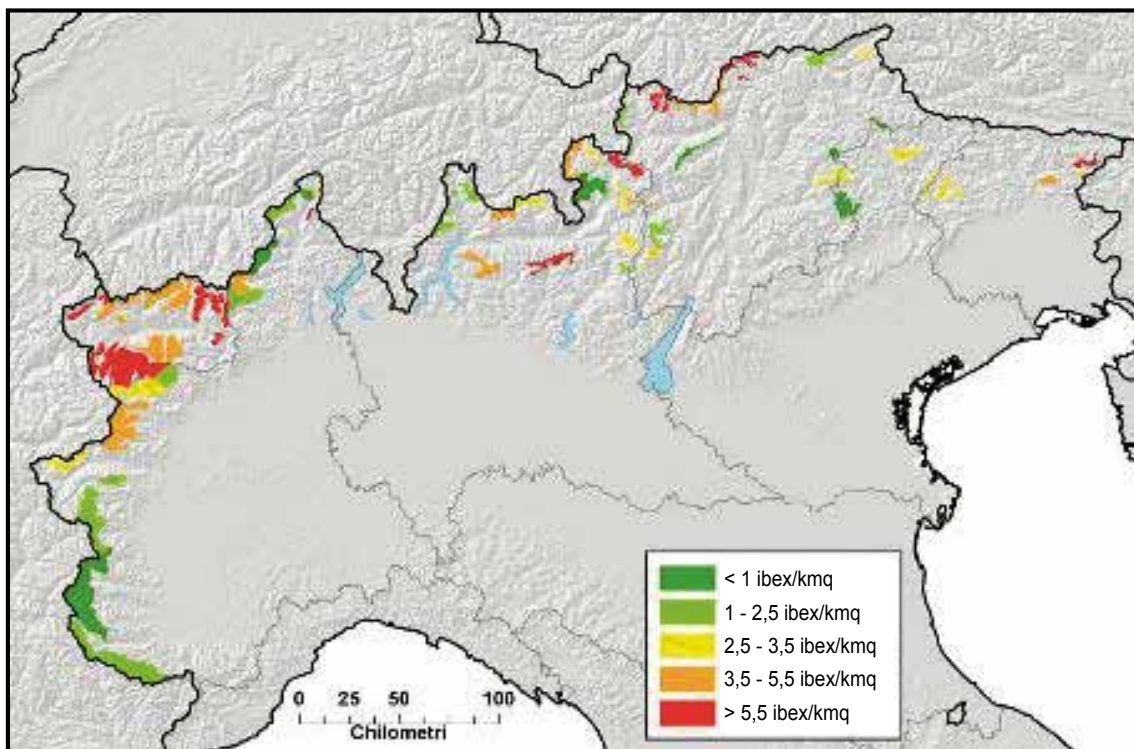 < 1 ibex/kmq
1 - 2,5 ibex/kmq
2,5 - 3,5 ibex/kmq
3,5 - 5,5 ibex/kmq
> 5,5 ibex/kmq
0 25 50 100
Chilometri